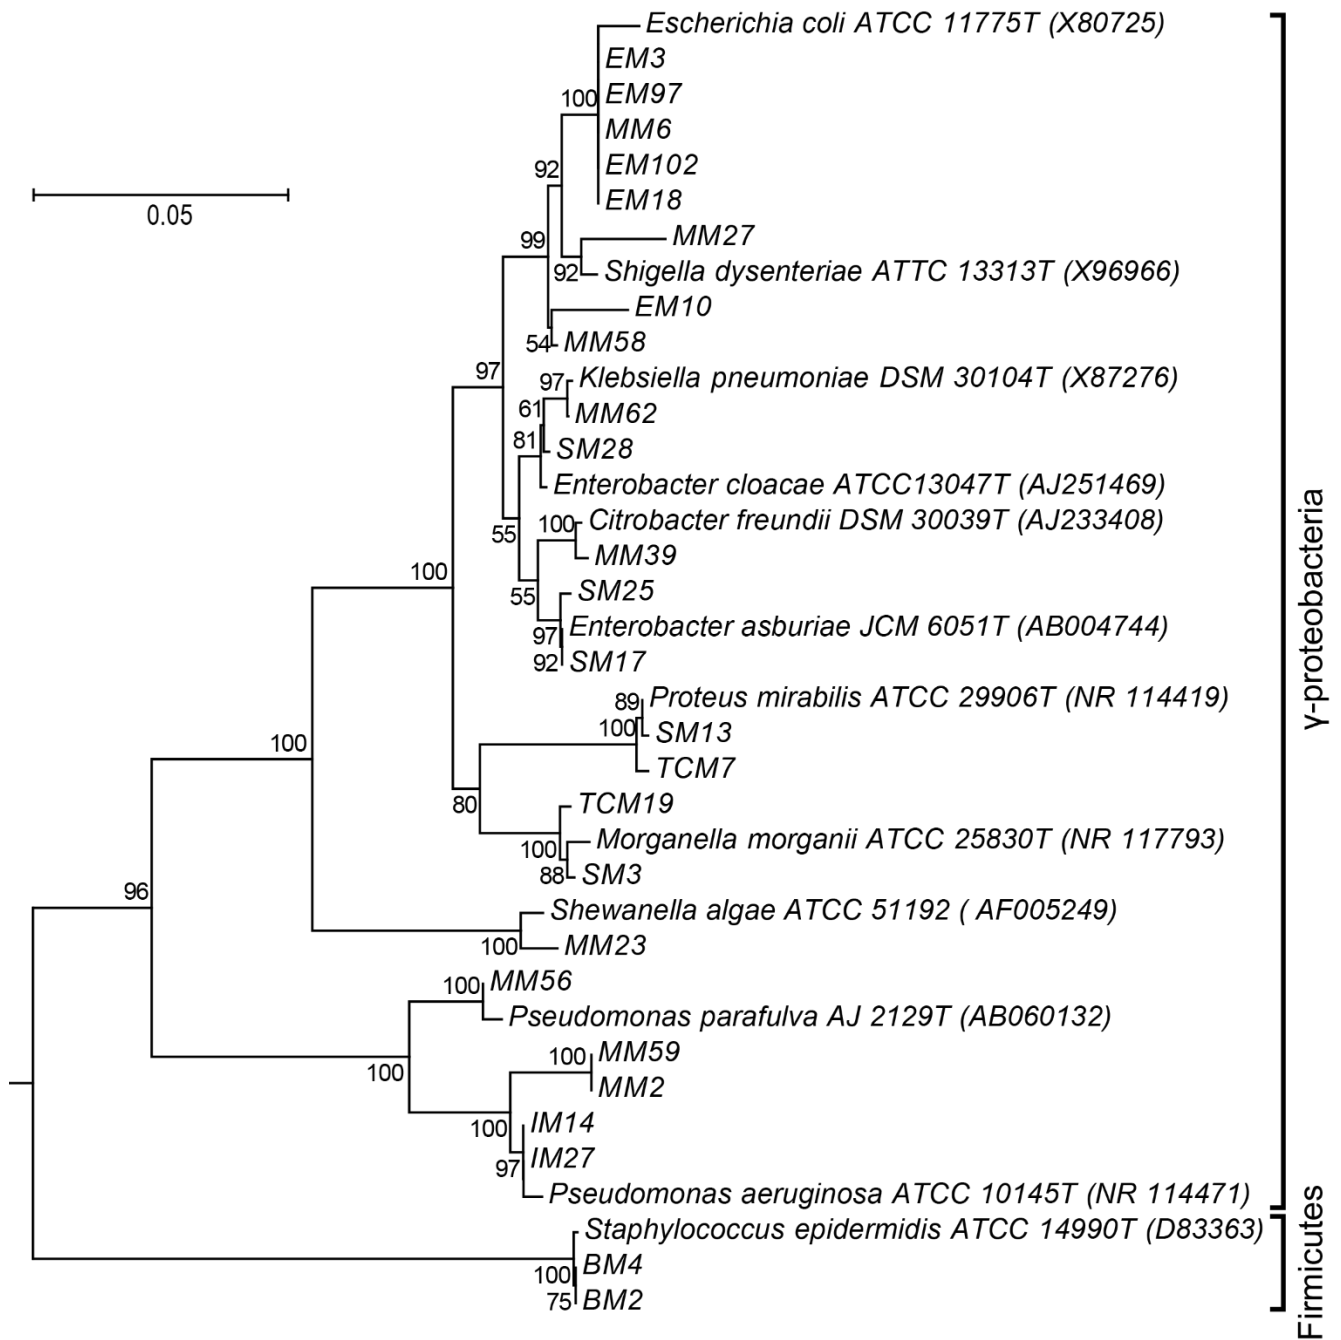 Escherichia coli ATCC 11775T (X80725)
EM3
EM97
100
MM6
EM102
92
EM18
0.05
MM27
99
92
Shigella dysenteriae ATTC 13313T (X96966)
EM10
54
MM58
97
97
Klebsiella pneumoniae DSM 30104T (X87276)
61
MM62
81
SM28
Enterobacter cloacae ATCC13047T (AJ251469)
55
100
Citrobacter freundii DSM 30039T (AJ233408)
MM39
100
55
SM25
97
Enterobacter asburiae JCM 6051T (AB004744)
92
SM17
89
Proteus mirabilis ATCC 29906T (NR 114419)
100
SM13
100
TCM7
80
TCM19
100
Morganella morganii ATCC 25830T (NR 117793)
88
SM3
96
Shewanella algae ATCC 51192 ( AF005249)
100
MM23
100
MM56
Pseudomonas parafulva AJ 2129T (AB060132)
100
100
MM59
MM2
100
IM14
97
IM27
Pseudomonas aeruginosa ATCC 10145T (NR 114471)
Staphylococcus epidermidis ATCC 14990T (D83363)
100
BM4
75
BM2
γ-proteobacteria
Firmicutes